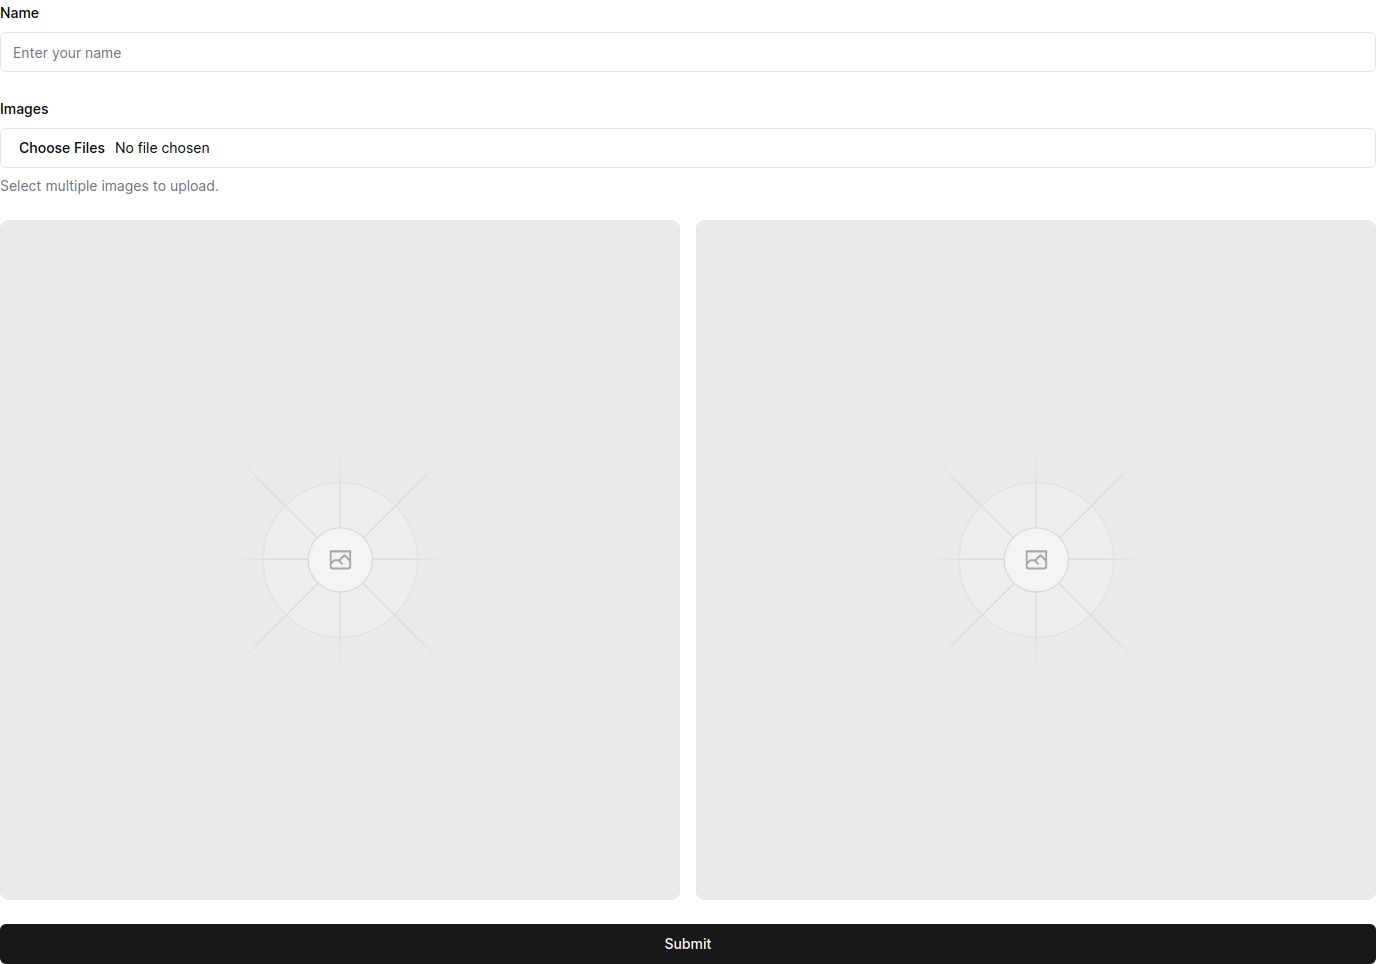 Name
Enter your name
Images
Choose Files No file chosen
Select multiple images to upload.
Submit